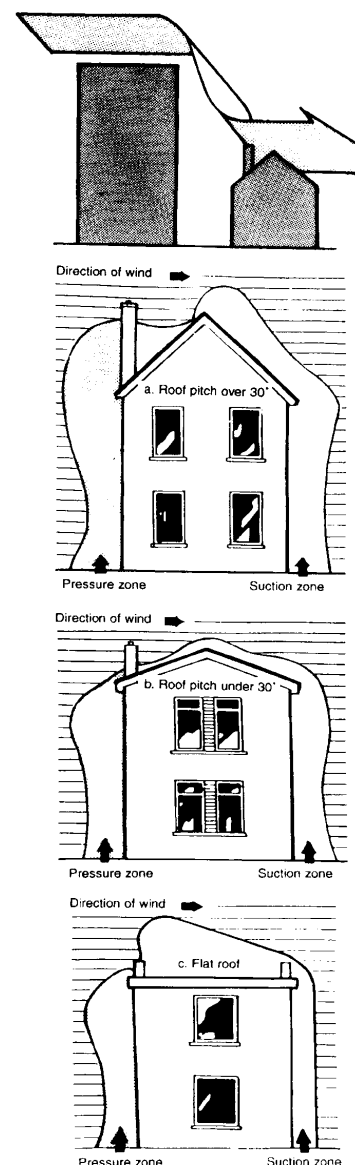 Direction of wind
a. Roof pitch over 30°
Pressure zone Suction zone
Direction of wind
b. Roof pitch under 30°
Pressure zone Suction zone
Direction of wind
c. Flat roof
Pressure zone Suction zone